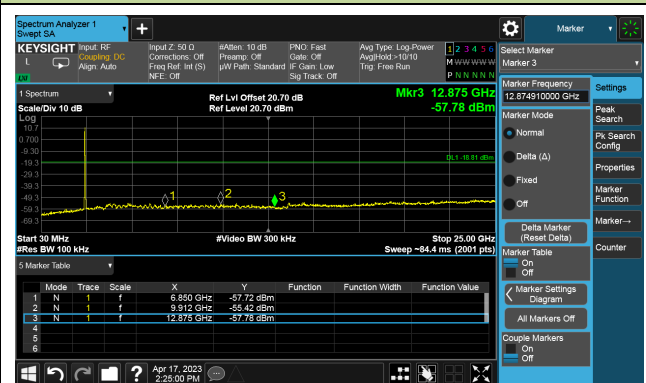 Spectrum Analyzer 1
Swept SA
Marker
KEYSIGHT
L
Input: RF
Coupling: DC
Align: Auto
Input Z: 50 Ω
Corrections: Off
Freq Ref: Int (S)
NFE: Off
#Atten: 10 dB
Preamp: Off
µW Path: Standard
PNO: Fast
Gate: Off
IF Gain: Low
Sig Track: Off
Avg Type: Log-Power
Avg|Hold:>10/10
Trig: Free Run
1 2 3 4 5 6
M W W W W W
P N N N N N
LXI
1 Spectrum
Scale/Div 10 dB
Log
Ref Lvl Offset 20.70 dB
Ref Level 20.70 dBm
Mkr3 12.875 GHz
-57.78 dBm
10.7
0.700
-9.30
-19.3
-29.3
-39.3
-49.3
-59.3
-69.3
DL1 -18.81 dBm
1
2
3
Start 30 MHz
#Res BW 100 kHz
#Video BW 300 kHz
Stop 25.00 GHz
Sweep ~84.4 ms (2001 pts)
5 Marker Table
Mode Trace Scale X Y Function Function Width Function Value
1 N 1 f 6.850 GHz -57.72 dBm
2 N 1 f 9.912 GHz -55.42 dBm
3 N 1 f 12.875 GHz -57.78 dBm
4
5
6
Apr 17, 2023
2:25:00 PM
Select Marker
Marker 3
Marker Frequency
12.874910000 GHz
Marker Mode
Normal
Delta (Δ)
Fixed
Off
Delta Marker
(Reset Delta)
Marker Table
On
Off
Marker Settings
Diagram
All Markers Off
Couple Markers
On
Off
Settings
Peak
Search
Pk Search
Config
Properties
Marker
Function
Marker→
Counter